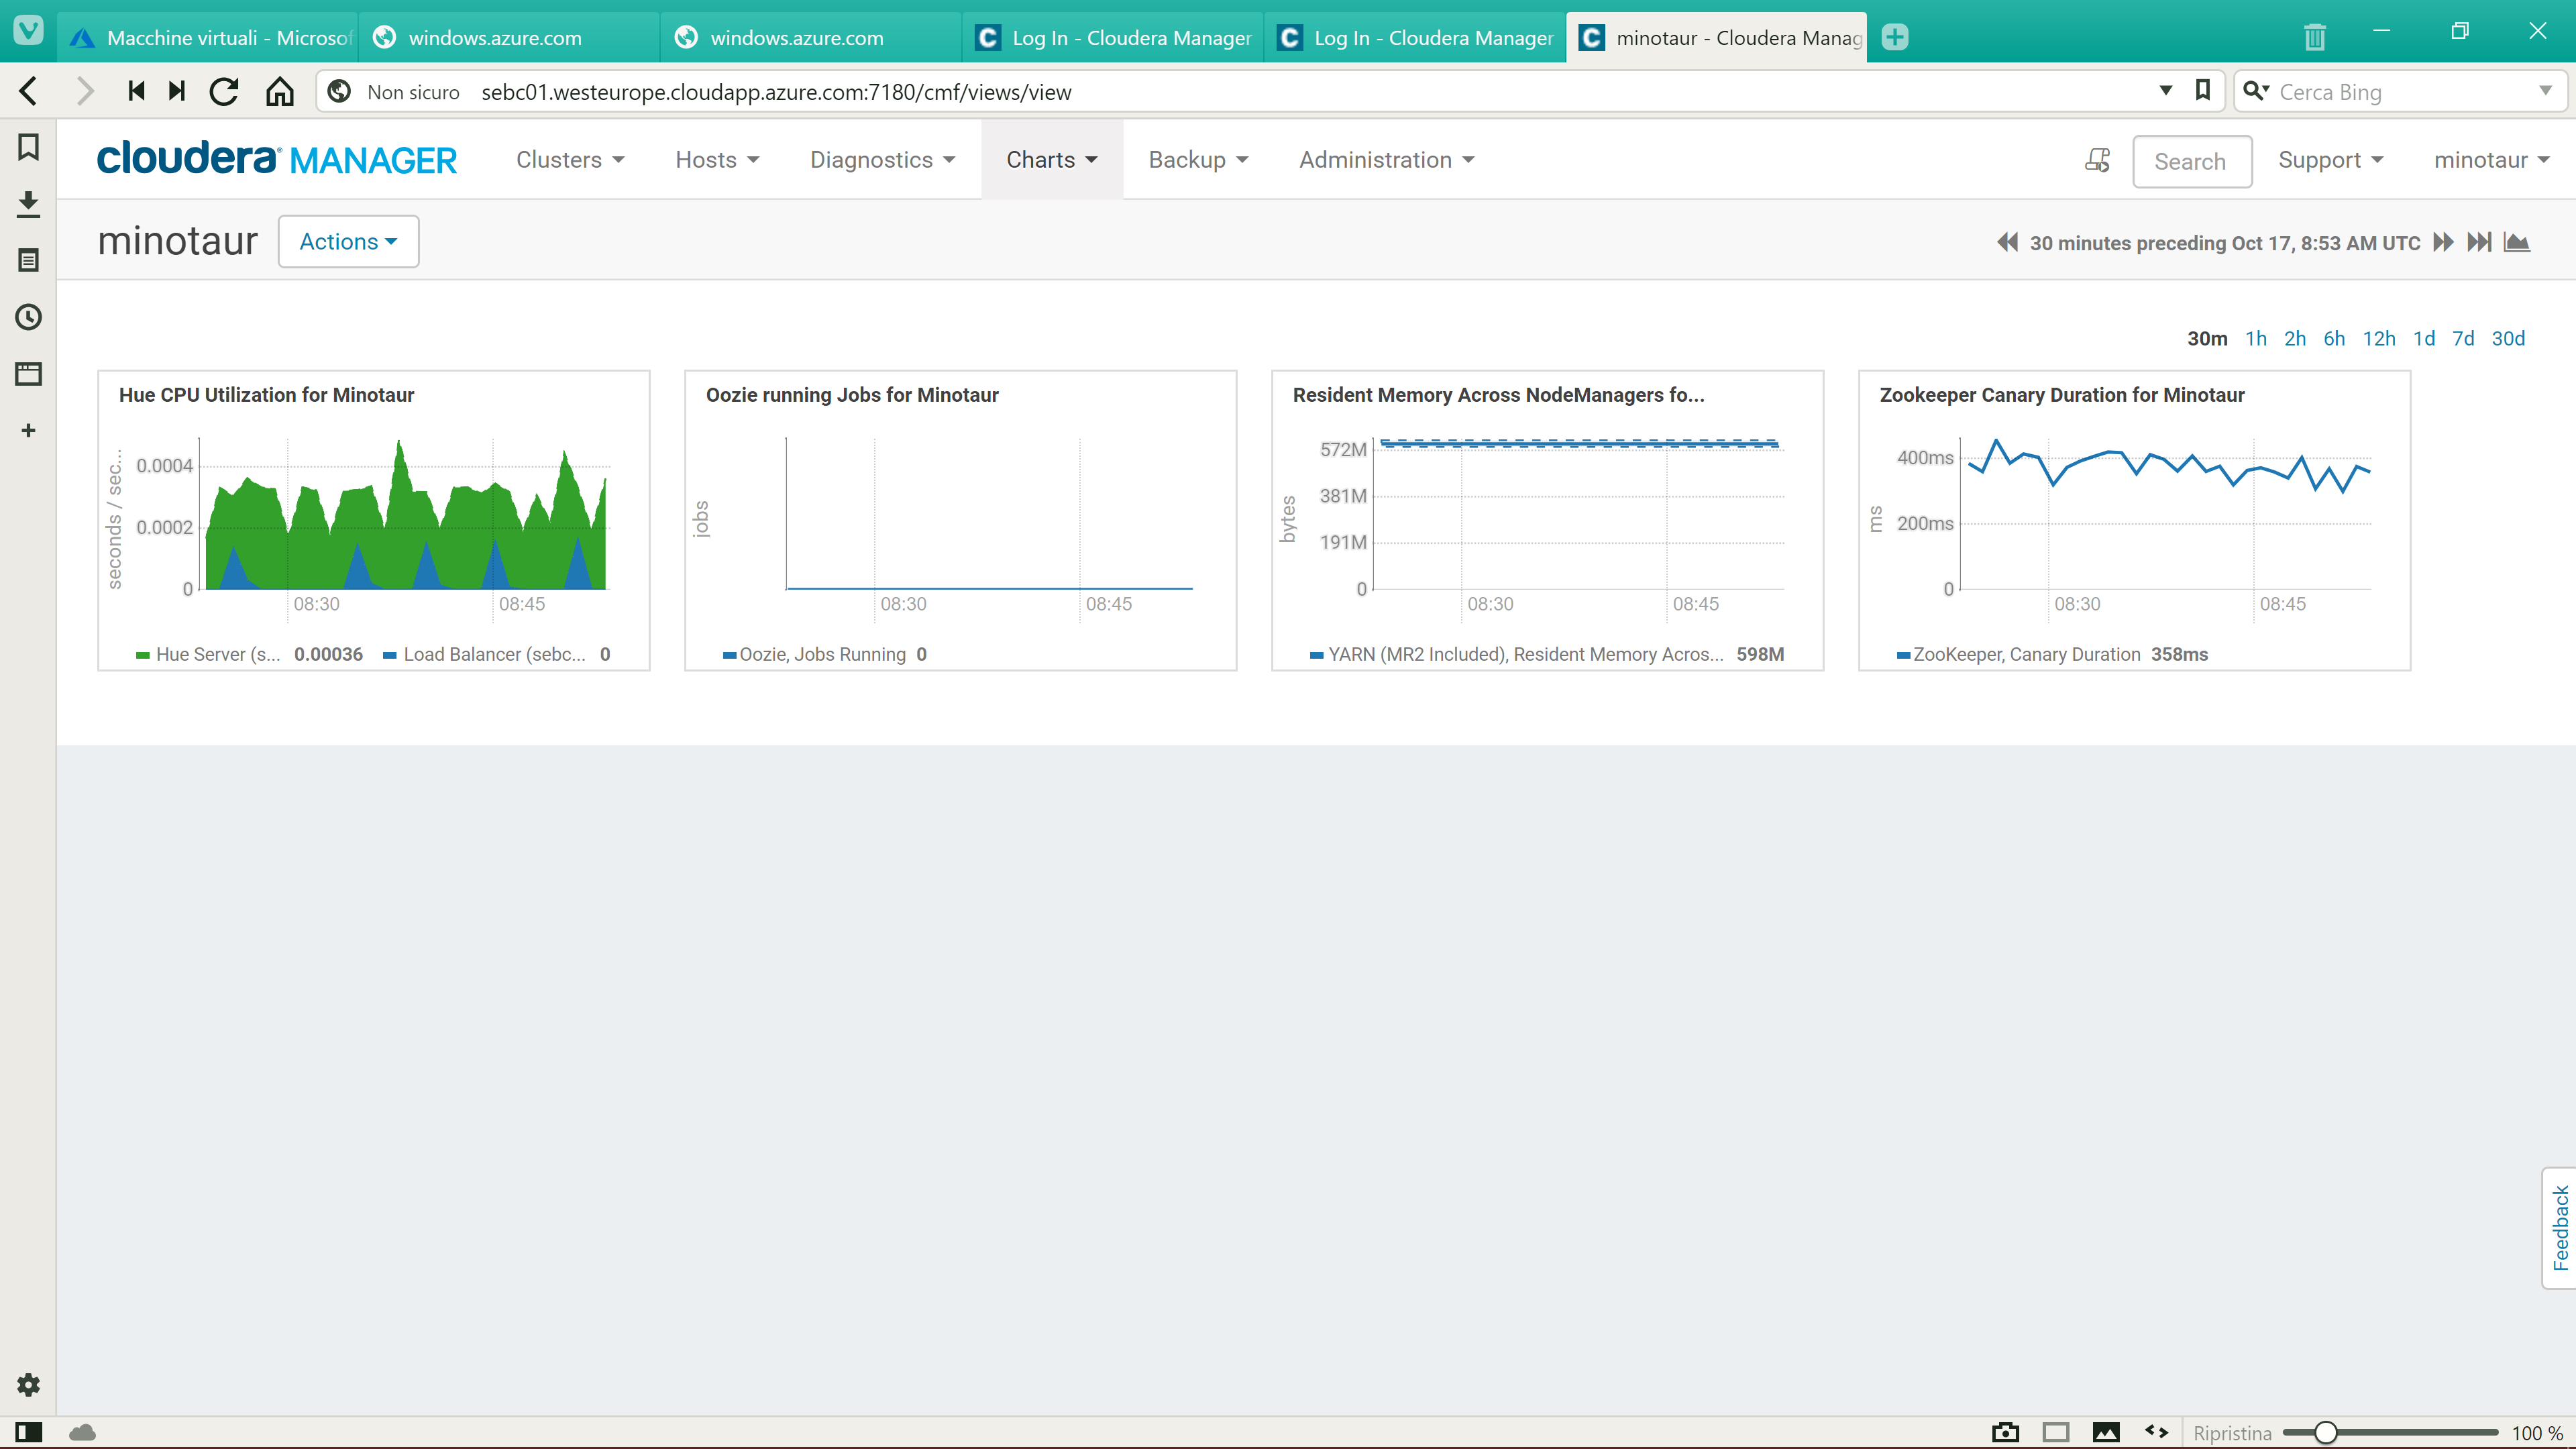 Macchine virtuali - Microsof
windows.azure.com
windows.azure.com
Log In - Cloudera Manager
Log In - Cloudera Manager
minotaur - Cloudera Manag
Non sicuro sebc01.westeurope.cloudapp.azure.com:7180/cmf/views/view
Cerca Bing
cloudera MANAGER
Clusters
Hosts
Diagnostics
Charts
Backup
Administration
Search
Support
minotaur
minotaur
Actions
30 minutes preceding Oct 17, 8:53 AM UTC
30m 1h 2h 6h 12h 1d 7d 30d
Hue CPU Utilization for Minotaur
seconds / sec...
0.0004
0.0002
0
08:30 08:45
Hue Server (s... 0.00036 Load Balancer (sebc... 0
Oozie running Jobs for Minotaur
jobs
08:30 08:45
Oozie, Jobs Running 0
Resident Memory Across NodeManagers fo...
bytes
572M
381M
191M
0
08:30 08:45
YARN (MR2 Included), Resident Memory Acros... 598M
Zookeeper Canary Duration for Minotaur
ms
400ms
200ms
0
08:30 08:45
ZooKeeper, Canary Duration 358ms
Feedback
Ripristina 100 %